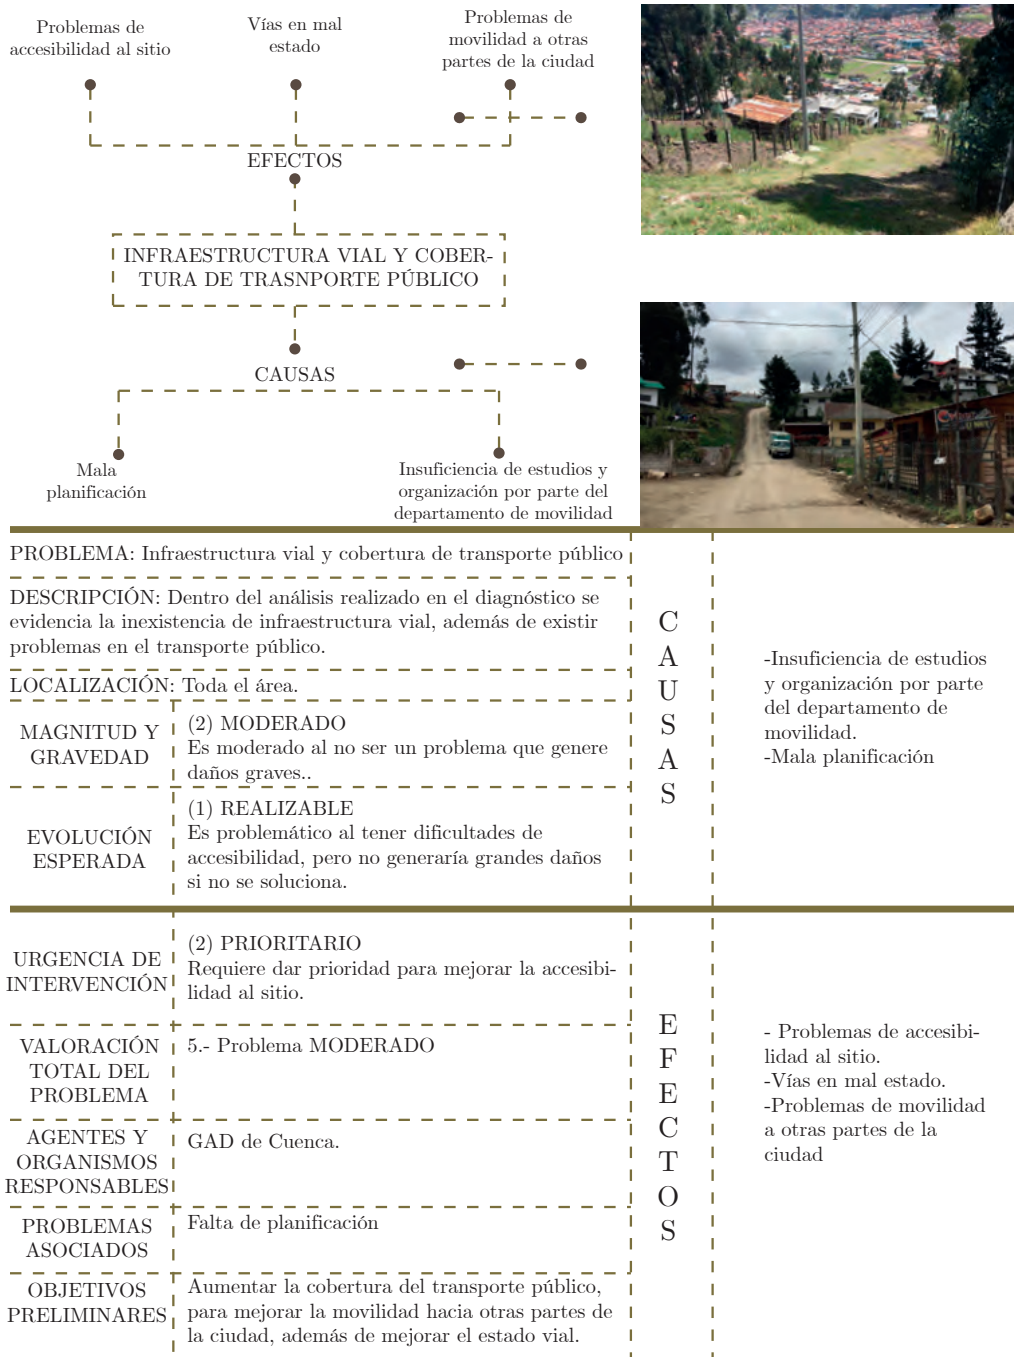 Problemas de
accesibilidad al sitio
Vías en mal
estado
Problemas de
movilidad a otras
partes de la ciudad
EFECTOS
INFRAESTRUCTURA VIAL Y COBER-
TURA DE TRASNPORTE PÚBLICO
CAUSAS
Mala
planificación
Insuficiencia de estudios y
organización por parte del
departamento de movilidad
PROBLEMA: Infraestructura vial y cobertura de transporte público
DESCRIPCIÓN: Dentro del análisis realizado en el diagnóstico se
evidencia la inexistencia de infraestructura vial, además de existir
problemas en el transporte público.
LOCALIZACIÓN: Toda el área.
MAGNITUD Y
GRAVEDAD
(2) MODERADO
Es moderado al no ser un problema que genere
daños graves..
EVOLUCIÓN
ESPERADA
(1) REALIZABLE
Es problemático al tener dificultades de
accesibilidad, pero no generaría grandes daños
si no se soluciona.
CAUSAS
-Insuficiencia de estudios
y organización por parte
del departamento de
movilidad.
-Mala planificación
URGENCIA DE
INTERVENCIÓN
(2) PRIORITARIO
Requiere dar prioridad para mejorar la accesibi-
lidad al sitio.
VALORACIÓN
TOTAL DEL
PROBLEMA
5.- Problema MODERADO
AGENTES Y
ORGANISMOS
RESPONSABLES
GAD de Cuenca.
PROBLEMAS
ASOCIADOS
Falta de planificación
OBJETIVOS
PRELIMINARES
Aumentar la cobertura del transporte público,
para mejorar la movilidad hacia otras partes de
la ciudad, además de mejorar el estado vial.
EFECTOS
- Problemas de accesibi-
lidad al sitio.
-Vías en mal estado.
-Problemas de movilidad
a otras partes de la
ciudad